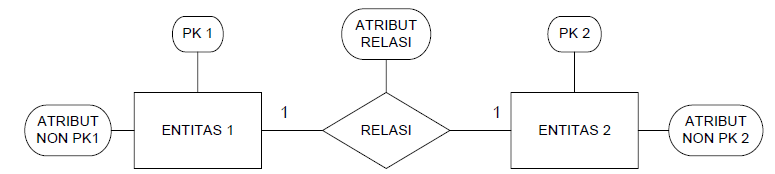 PK 1
ATRIBUT
RELASI
PK 2
ATRIBUT
NON PK1
ENTITAS 1
1
RELASI
1
ENTITAS 2
ATRIBUT
NON PK 2